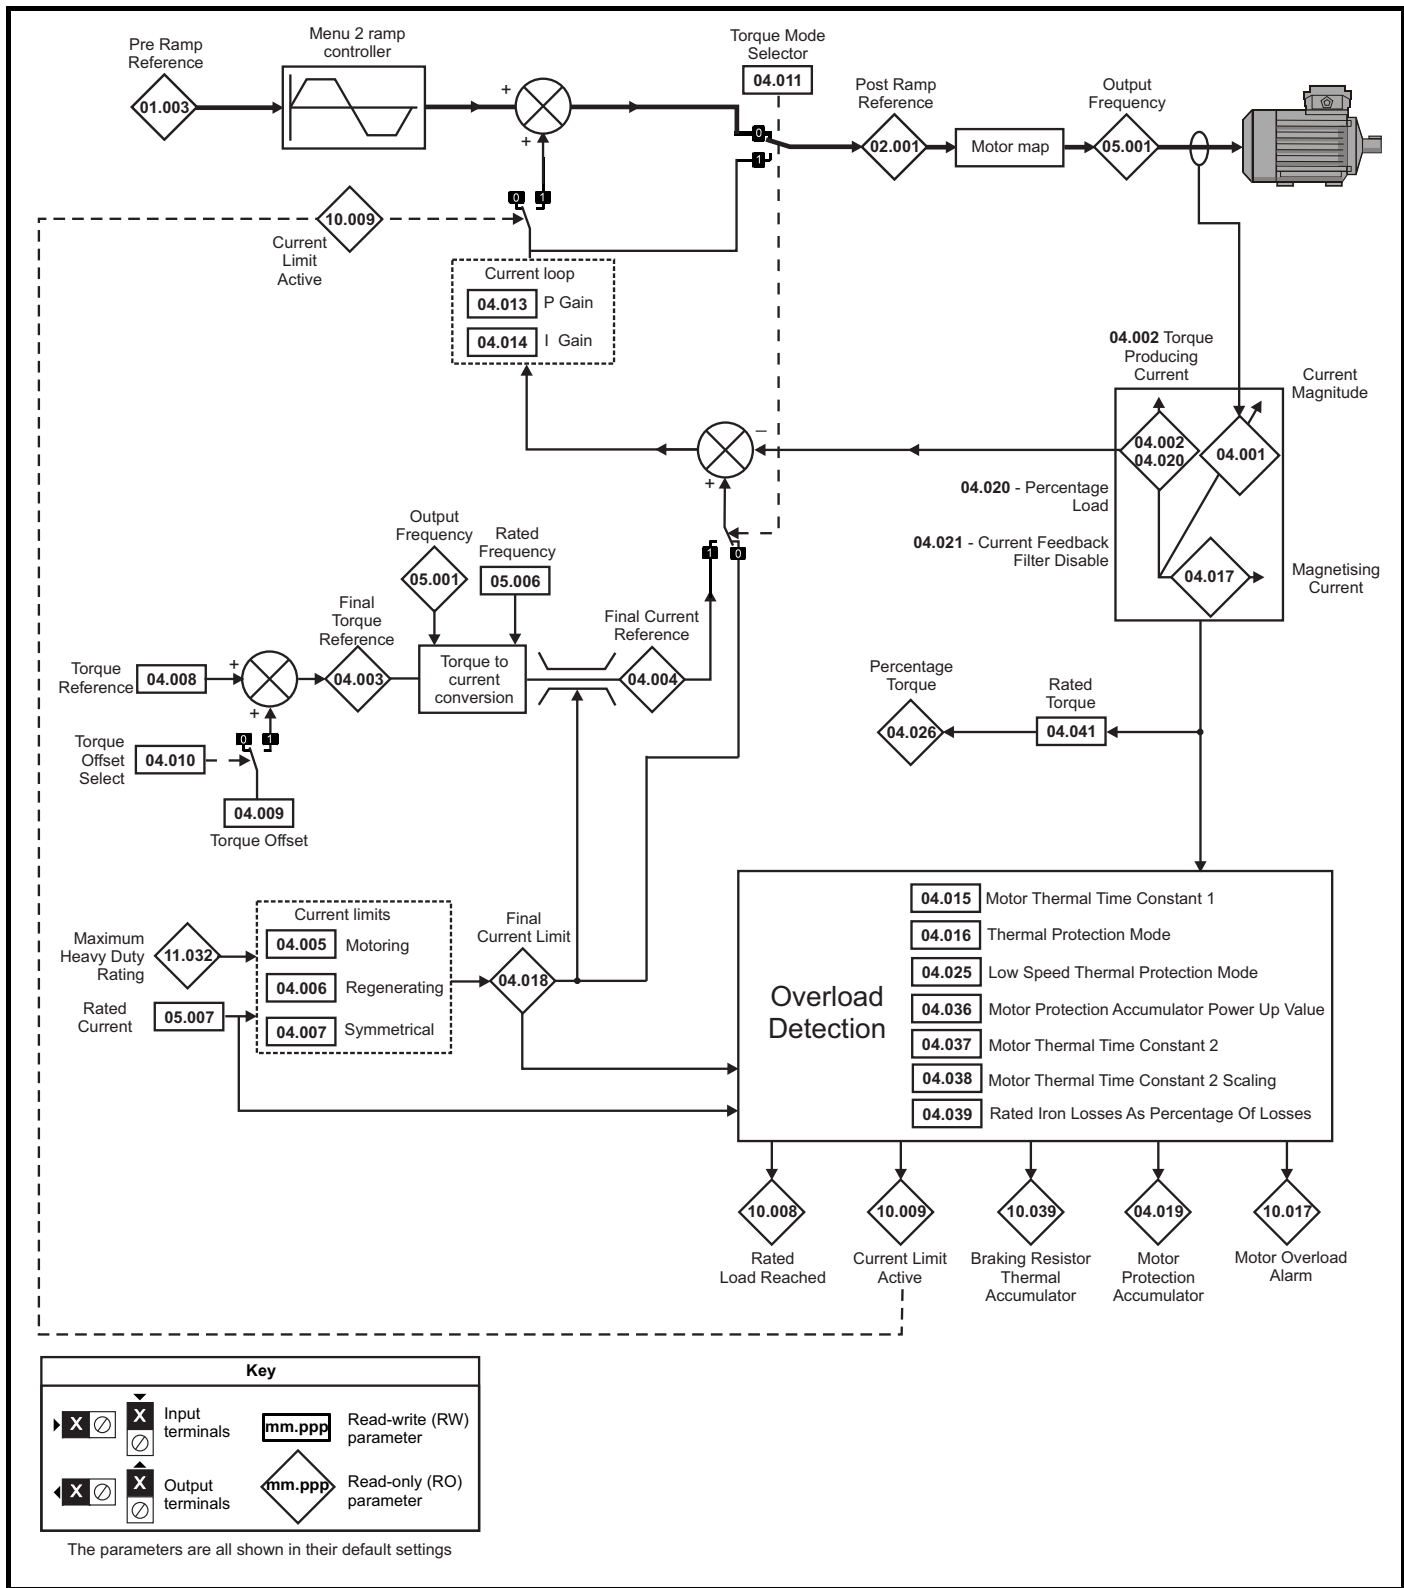 Pre Ramp
Reference
01.003
Menu 2 ramp
controller
+
+
Torque Mode
Selector
04.011
0
1
Post Ramp
Reference
02.001
Motor map
Output
Frequency
05.001
0
1
10.009
Current
Limit
Active
Current loop
04.013 P Gain
04.014 I Gain
04.002 Torque
Producing
Current
Current
Magnitude
04.002
04.020
04.001
04.020 - Percentage
Load
04.021 - Current Feedback
Filter Disable
04.017
Magnetising
Current
–
+
1
0
Output
Frequency
05.001
Rated
Frequency
05.006
Final
Torque
Reference
04.003
Torque to
current
conversion
Final Current
Reference
04.004
Torque
Reference
04.008
+
+
0
1
Torque
Offset
Select
04.010
04.009
Torque Offset
Percentage
Torque
04.026
Rated
Torque
04.041
Maximum
Heavy Duty
Rating
11.032
Rated
Current
05.007
Current limits
04.005 Motoring
04.006 Regenerating
04.007 Symmetrical
Final
Current Limit
04.018
Overload
Detection
04.015 Motor Thermal Time Constant 1
04.016 Thermal Protection Mode
04.025 Low Speed Thermal Protection Mode
04.036 Motor Protection Accumulator Power Up Value
04.037 Motor Thermal Time Constant 2
04.038 Motor Thermal Time Constant 2 Scaling
04.039 Rated Iron Losses As Percentage Of Losses
10.008
Rated
Load Reached
10.009
Current Limit
Active
10.039
Braking Resistor
Thermal
Accumulator
04.019
Motor
Protection
Accumulator
10.017
Motor Overload
Alarm
Key
X
X
Input
terminals
mm.ppp
Read-write (RW)
parameter
X
X
Output
terminals
mm.ppp
Read-only (RO)
parameter
The parameters are all shown in their default settings